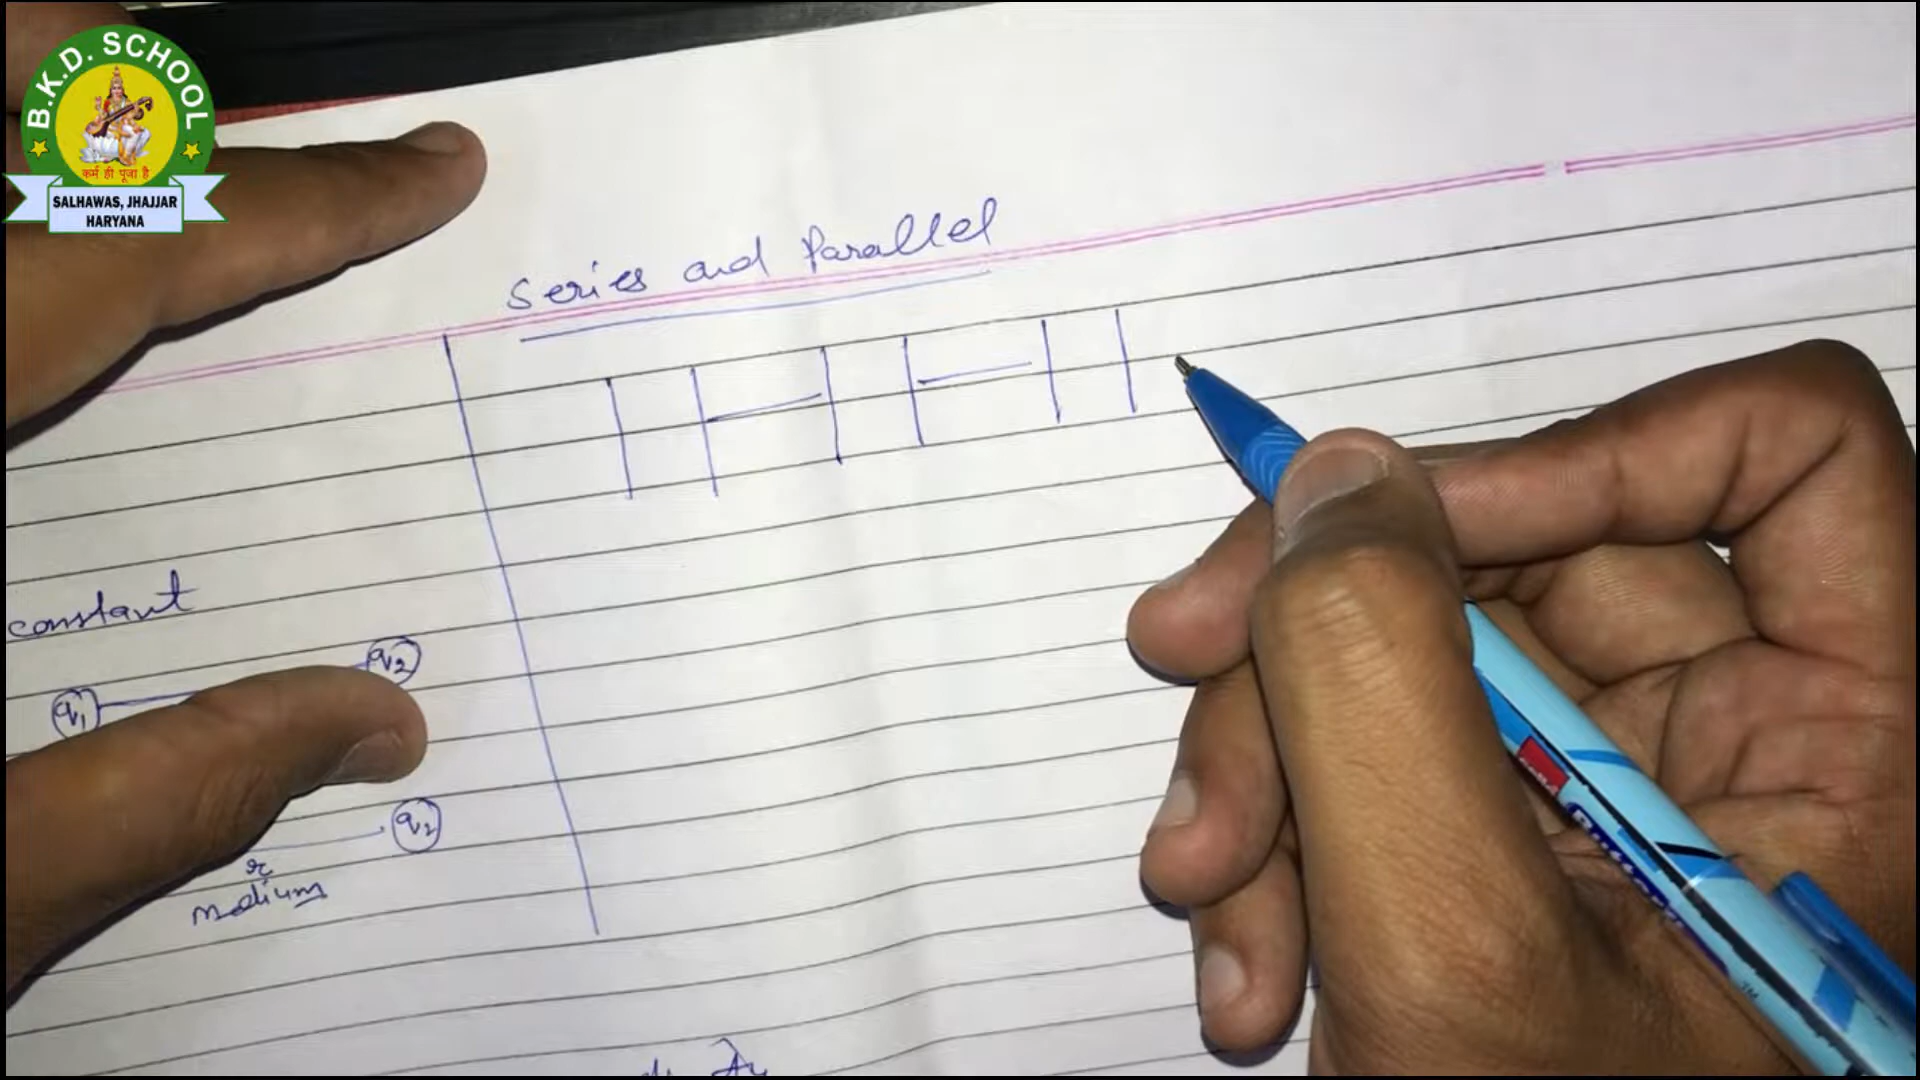 B.K.D. SCHOOL
कर्म ही पूजा है
SALHAWAS, JHAJJAR
HARYANA
Series and Parallel
constant
q1
q2
q2
r
medium